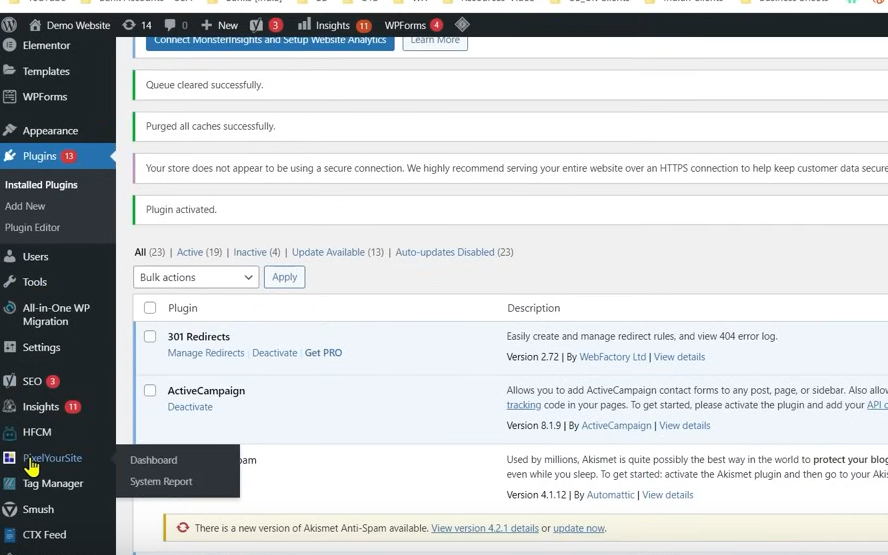 Demo Website 14 0 + New 3 Insights 11 WPForms 4
Elementor
Templates
WPForms
Appearance
Plugins 13
Installed Plugins
Add New
Plugin Editor
Users
Tools
All-in-One WP
Migration
Settings
SEO 3
Insights 11
HFCM
PixelYourSite
Tag Manager
Smush
CTX Feed
Dashboard
System Report
Connect MonsterInsights and Setup Website Analytics Learn More
Queue cleared successfully.
Purged all caches successfully.
Your store does not appear to be using a secure connection. We highly recommend serving your entire website over an HTTPS connection to help keep customer data secure
Plugin activated.
All (23) | Active (19) | Inactive (4) | Update Available (13) | Auto-updates Disabled (23)
Bulk actions Apply
Plugin Description
301 Redirects Easily create and manage redirect rules, and view 404 error log.
Manage Redirects | Deactivate | Get PRO Version 2.72 | By WebFactory Ltd | View details
ActiveCampaign Allows you to add ActiveCampaign contact forms to any post, page, or sidebar. Also
Deactivate tracking code in your pages. To get started, please activate the plugin and add your API
Version 8.1.9 | By ActiveCampaign | View details
Used by millions, Akismet is quite possibly the best way in the world to protect your blog
even while you sleep. To get started: activate the Akismet plugin and then go to your
Version 4.1.12 | By Automattic | View details
There is a new version of Akismet Anti-Spam available. View version 4.2.1 details or update now.